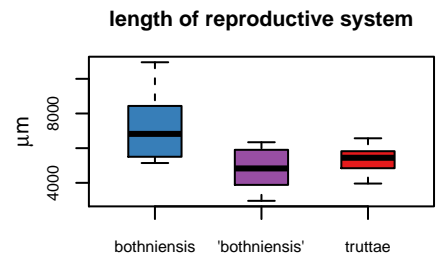 length of reproductive system
μm
8000
4000
bothniensis 'bothniensis' truttae